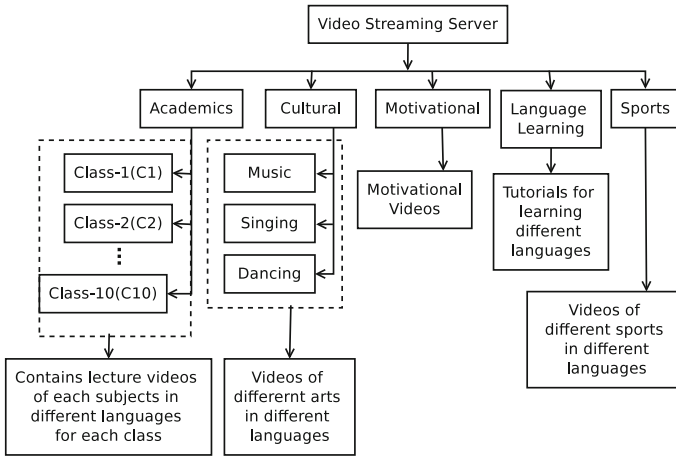 Video Streaming Server
Academics
Cultural
Motivational
Language
Learning
Sports
Class-1(C1)
Class-2(C2)
Class-10(C10)
Music
Singing
Dancing
Motivational
Videos
Tutorials for
learning
different
languages
Videos of
different sports
in different
languages
Contains lecture videos
of each subjects in
different languages
for each class
Videos of
differernt arts
in different
languages